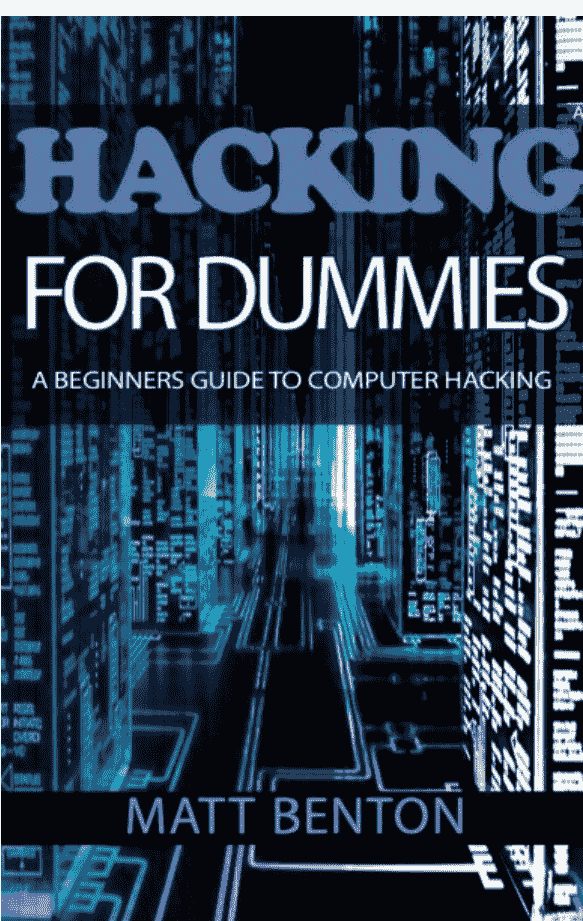 HACKING
FOR DUMMIES
A BEGINNERS GUIDE TO COMPUTER HACKING
MATT BENTON